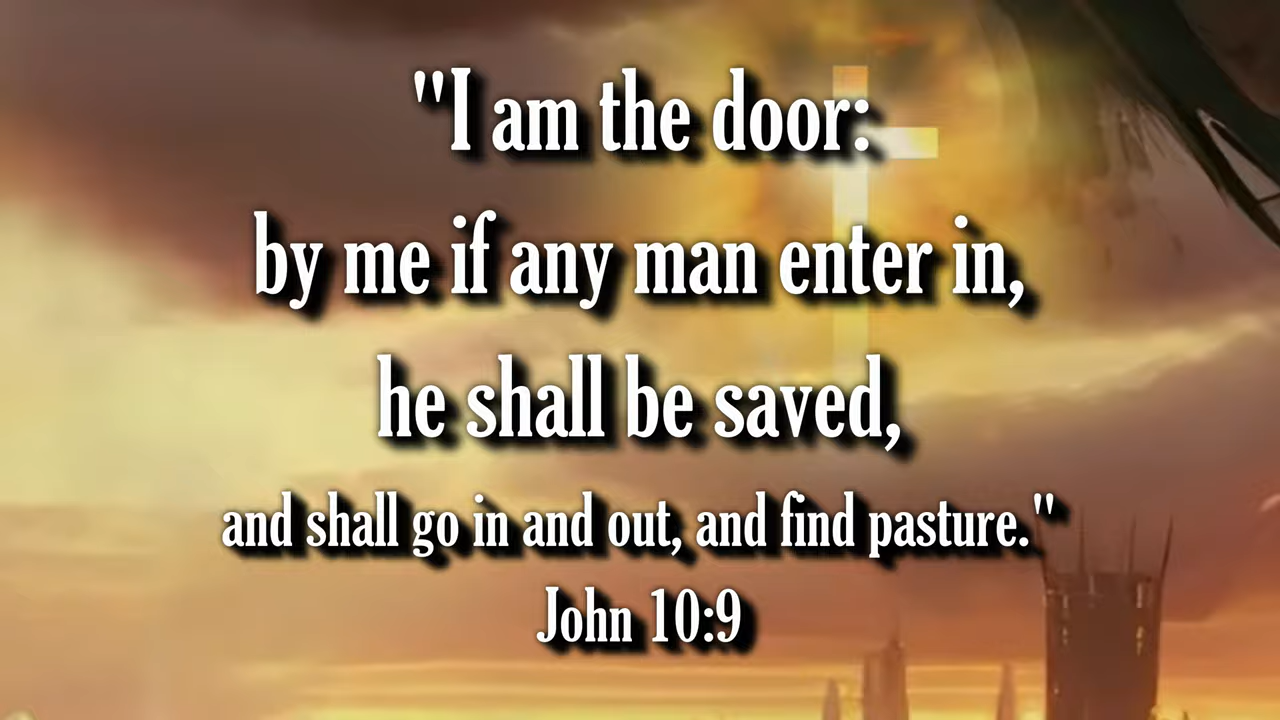 "I am the door:
by me if any man enter in,
he shall be saved,
and shall go in and out, and find pasture."
John 10:9